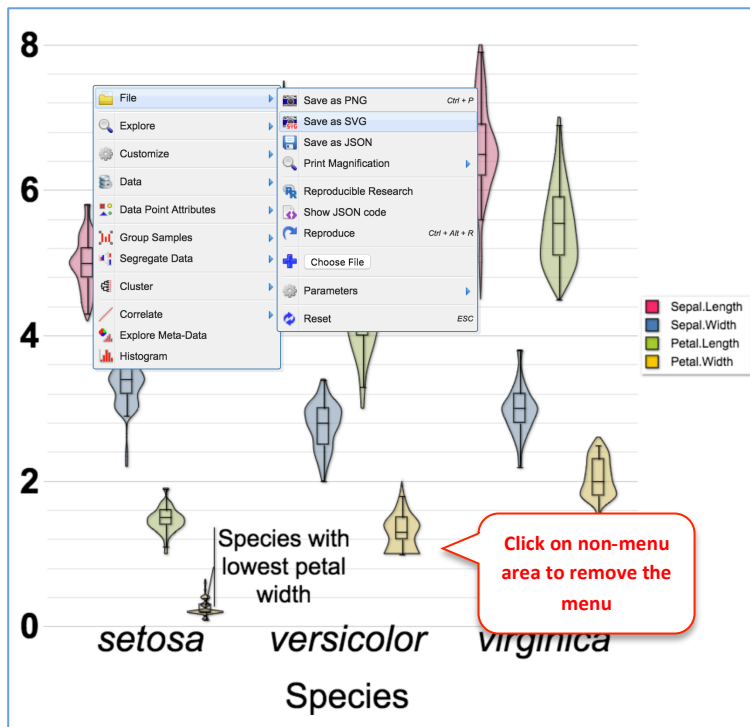 8
6
4
2
0
File
Explore
Customize
Data
Data Point Attributes
Group Samples
Segregate Data
Cluster
Correlate
Explore Meta-Data
Histogram
Save as PNG Ctrl + P
SVG
Save as SVG
Save as JSON
Print Magnification
Reproducible Research
Show JSON code
Reproduce Ctrl + Alt + R
Choose File
Parameters
Reset ESC
Sepal.Length
Sepal.Width
Petal.Length
Petal.Width
Species with
lowest petal
width
Click on non-menu
area to remove the
menu
setosa versicolor virginica
Species